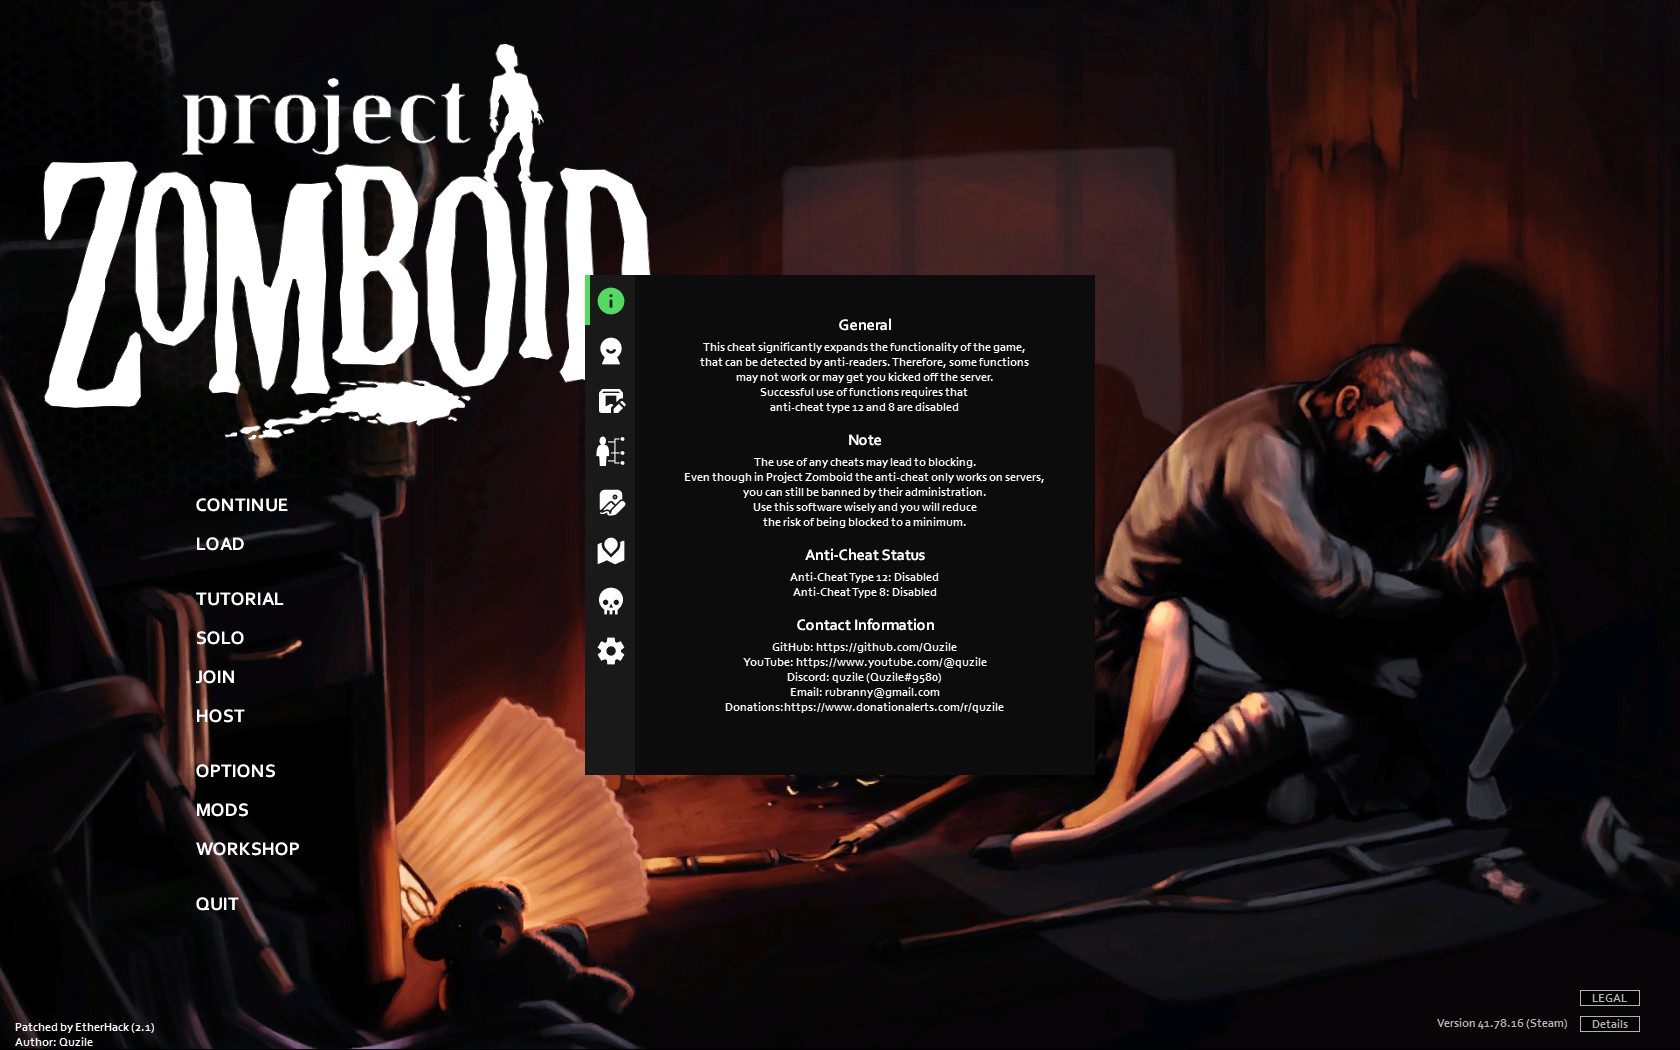 project
ZOMBOID
General
This cheat significantly expands the functionality of the game,
that can be detected by anti-readers. Therefore, some functions
may not work or may get you kicked off the server.
Successful use of functions requires that
anti-cheat type 12 and 8 are disabled
Note
The use of any cheats may lead to blocking.
Even though in Project Zomboid the anti-cheat only works on servers,
you can still be banned by their administration.
Use this software wisely and you will reduce
the risk of being blocked to a minimum.
Anti-Cheat Status
Anti-Cheat Type 12: Disabled
Anti-Cheat Type 8: Disabled
Contact Information
GitHub: https://github.com/Quzile
YouTube: https://www.youtube.com/@quzile
Discord: quzile (Quzile#9580)
Email: rubranny@gmail.com
Donations:https://www.donationalerts.com/r/quzile
CONTINUE
LOAD
TUTORIAL
SOLO
JOIN
HOST
OPTIONS
MODS
WORKSHOP
QUIT
Patched by EtherHack (2.1)
Author: Quzile
LEGAL
Version 41.78.16 (Steam)
Details